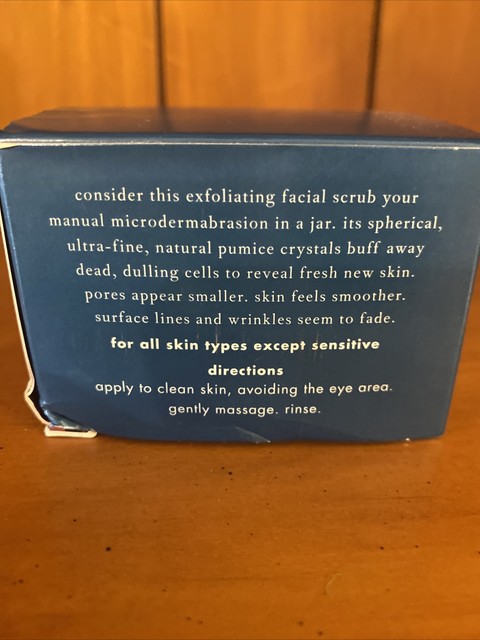 consider this exfoliating facial scrub your
manual microdermabrasion in a jar. its spherical,
ultra-fine, natural pumice crystals buff away
dead, dulling cells to reveal fresh new skin.
pores appear smaller. skin feels smoother.
surface lines and wrinkles seem to fade.
for all skin types except sensitive
directions
apply to clean skin, avoiding the eye area.
gently massage. rinse.